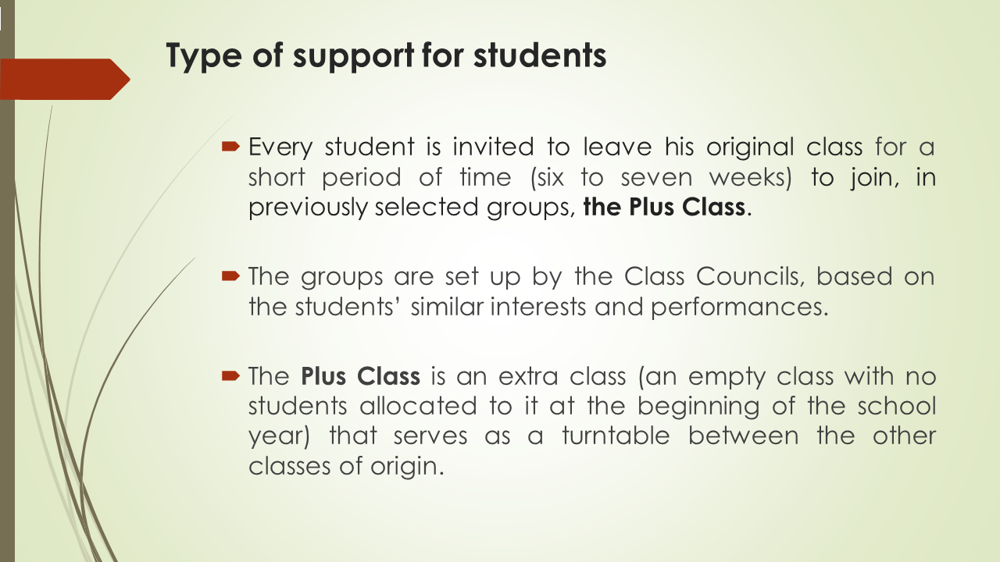 Type of support for students
Every student is invited to leave his original class for a
short period of time (six to seven weeks) to join, in
previously selected groups, the Plus Class.
The groups are set up by the Class Councils, based on
the students’ similar interests and performances.
The Plus Class is an extra class (an empty class with no
students allocated to it at the beginning of the school
year) that serves as a turntable between the other
classes of origin.